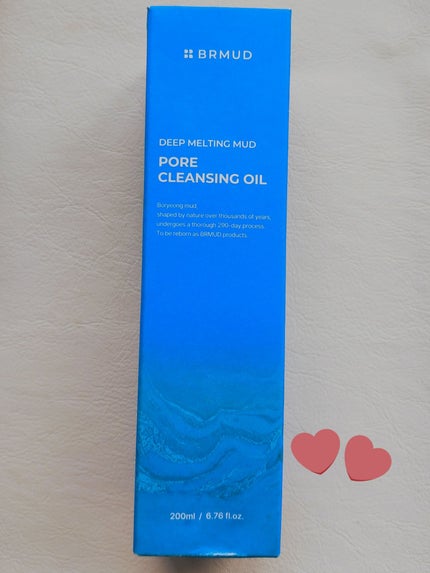 BRMUD
DEEP MELTING MUD
PORE
CLEANSING OIL
Boryeong mud,
shaped by nature over thousands of years,
undergoes a thorough 290-day process
To be reborn as BRMUD products.
200ml / 6.76 fl.oz.